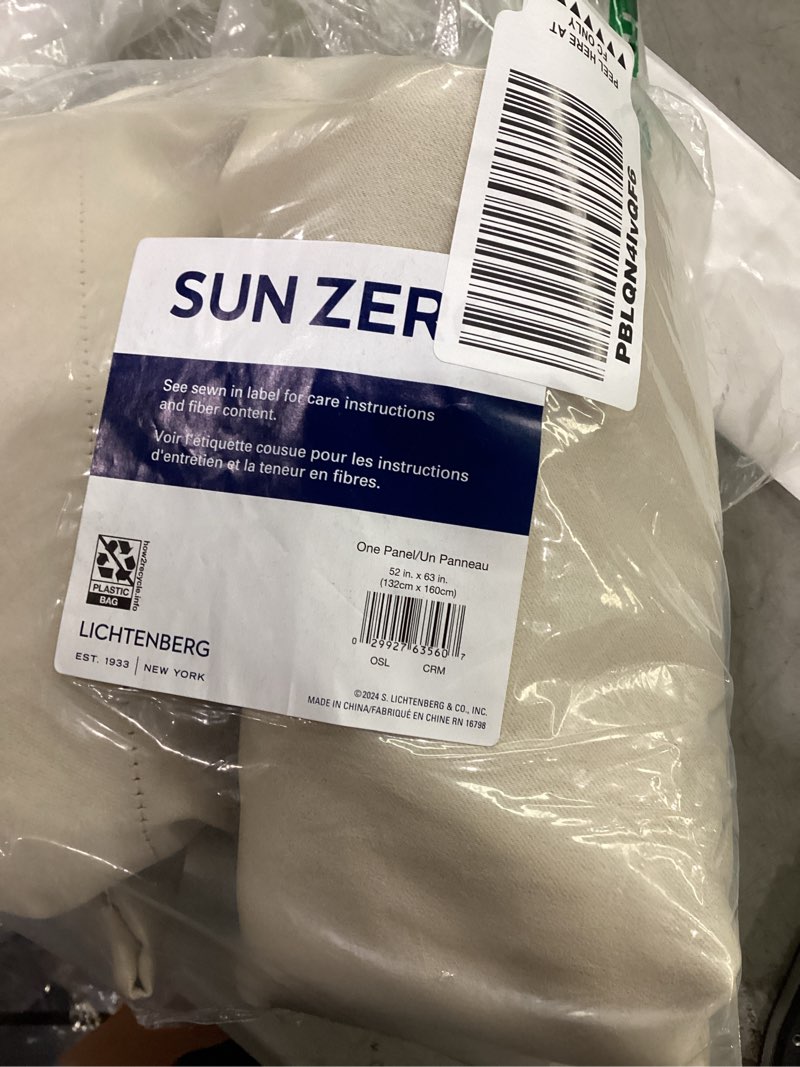 PEEL HERE AT
FC ONLY
PBLQN4IvQF6
SUN ZER
See sewn in label for care instructions
and fiber content.
Voir l'étiquette cousue pour les instructions
d'entretien et la teneur en fibres.
One Panel/Un Panneau
52 in. x 63 in.
(132cm x 160cm)
0 29927 63560 7
OSL CRM
PLASTIC
BAG
how2recycle.info
LICHTENBERG
EST. 1933 | NEW YORK
©2024 S. LICHTENBERG & CO., INC.
MADE IN CHINA/FABRIQUÉ EN CHINE RN 16798